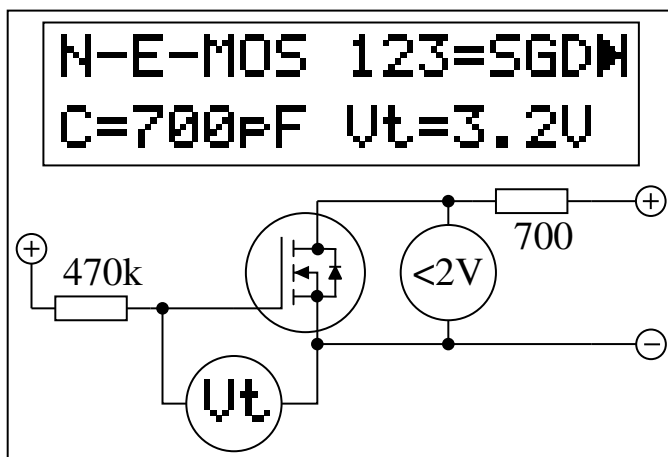 N-E-MOS 123=SGD
C=700pF Vt=3.2V
+
700
+
470k
<2V
−
Vt